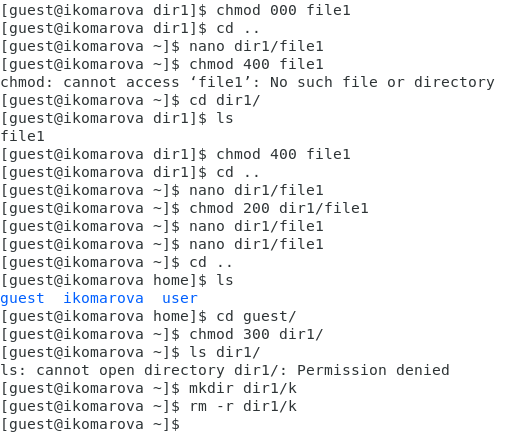 [guest@ikomarova dir1]$ chmod 000 file1
[guest@ikomarova dir1]$ cd ..
[guest@ikomarova ~]$ nano dir1/file1
[guest@ikomarova ~]$ chmod 400 file1
chmod: cannot access ‘file1’: No such file or directory
[guest@ikomarova ~]$ cd dir1/
[guest@ikomarova dir1]$ ls
file1
[guest@ikomarova dir1]$ chmod 400 file1
[guest@ikomarova dir1]$ cd ..
[guest@ikomarova ~]$ nano dir1/file1
[guest@ikomarova ~]$ chmod 200 dir1/file1
[guest@ikomarova ~]$ nano dir1/file1
[guest@ikomarova ~]$ nano dir1/file1
[guest@ikomarova ~]$ cd ..
[guest@ikomarova home]$ ls
guest  ikomarova  user
[guest@ikomarova home]$ cd guest/
[guest@ikomarova ~]$ chmod 300 dir1/
[guest@ikomarova ~]$ ls dir1/
ls: cannot open directory dir1/: Permission denied
[guest@ikomarova ~]$ mkdir dir1/k
[guest@ikomarova ~]$ rm -r dir1/k
[guest@ikomarova ~]$